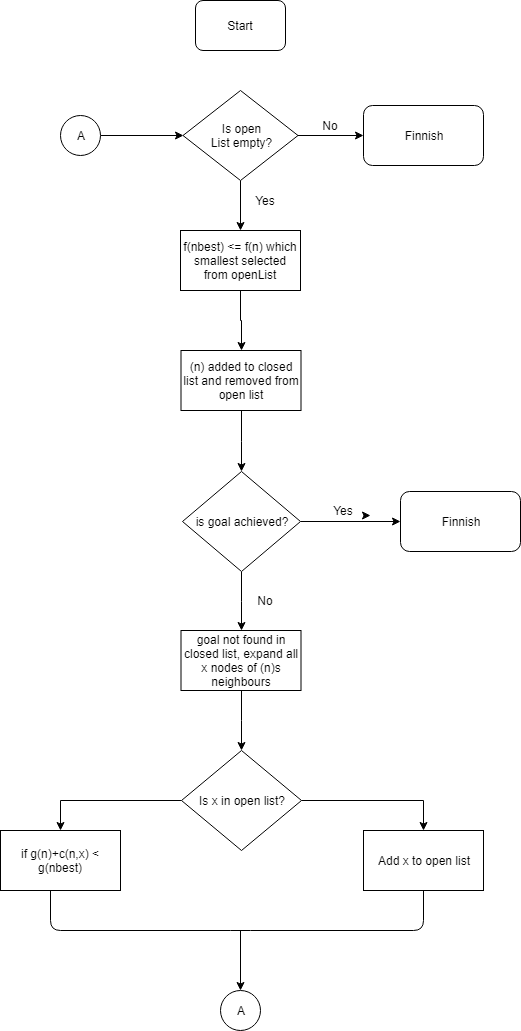 Start
Is open
List empty?
A
No
Finnish
Yes
f(nbest) <= f(n) which
smallest selected
from openList
(n) added to closed
list and removed from
open list
is goal achieved?
Yes
Finnish
No
goal not found in
closed list, expand all
x nodes of (n)s
neighbours
Is x in open list?
if g(n)+c(n,x) <
g(nbest)
Add x to open list
A